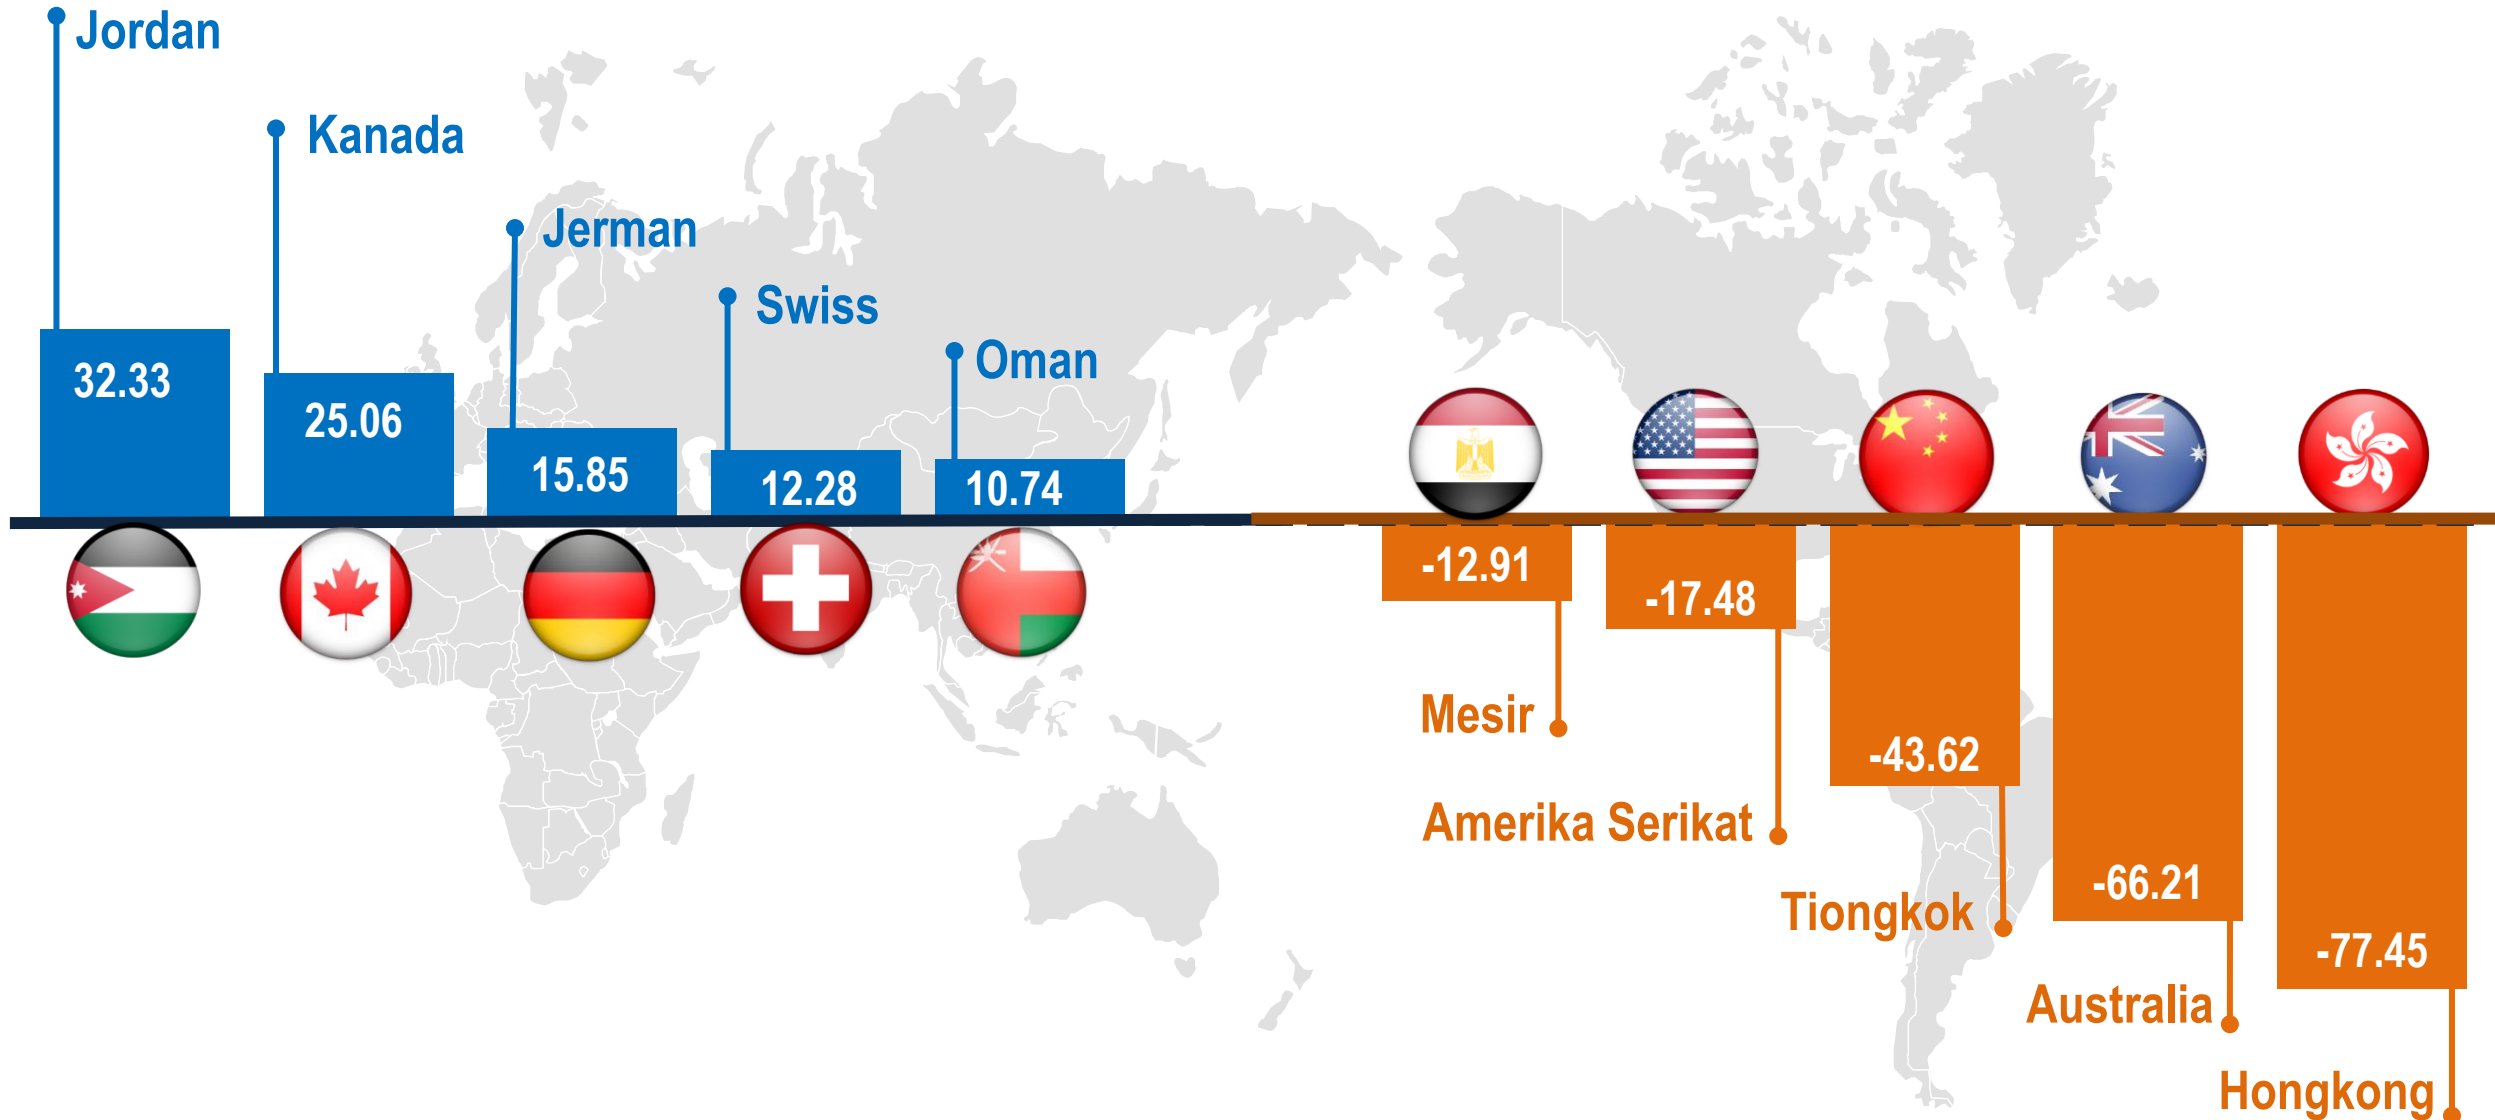 Jordan
Kanada
Jerman
Swiss
Oman
32.33
25.06
15.85
12.28
10.74
-12.91
-17.48
-43.62
-66.21
-77.45
Mesir
Amerika Serikat
Tiongkok
Australia
Hongkong